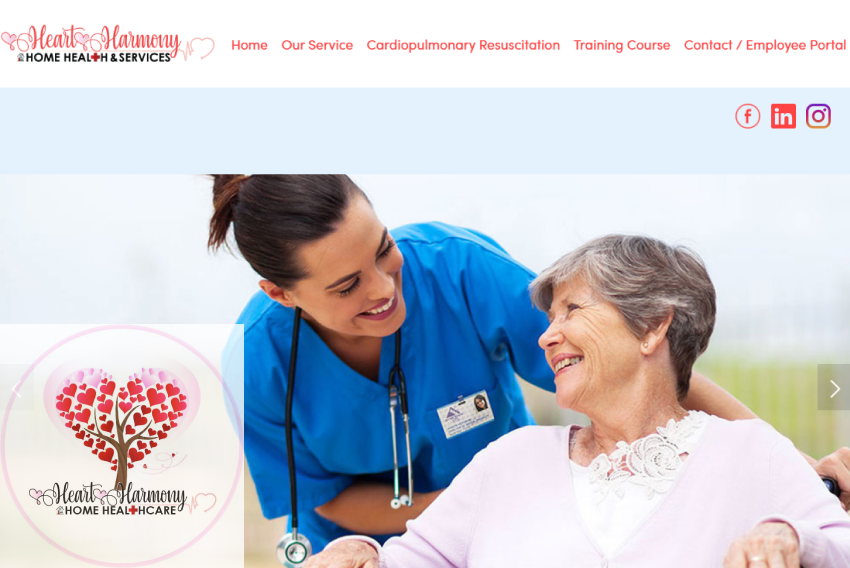 Heart Harmony
HOME HEALTH & SERVICES
Home
Our Service
Cardiopulmonary Resuscitation
Training Course
Contact / Employee Portal
f
in
Heart Harmony
HOME HEALTHCARE